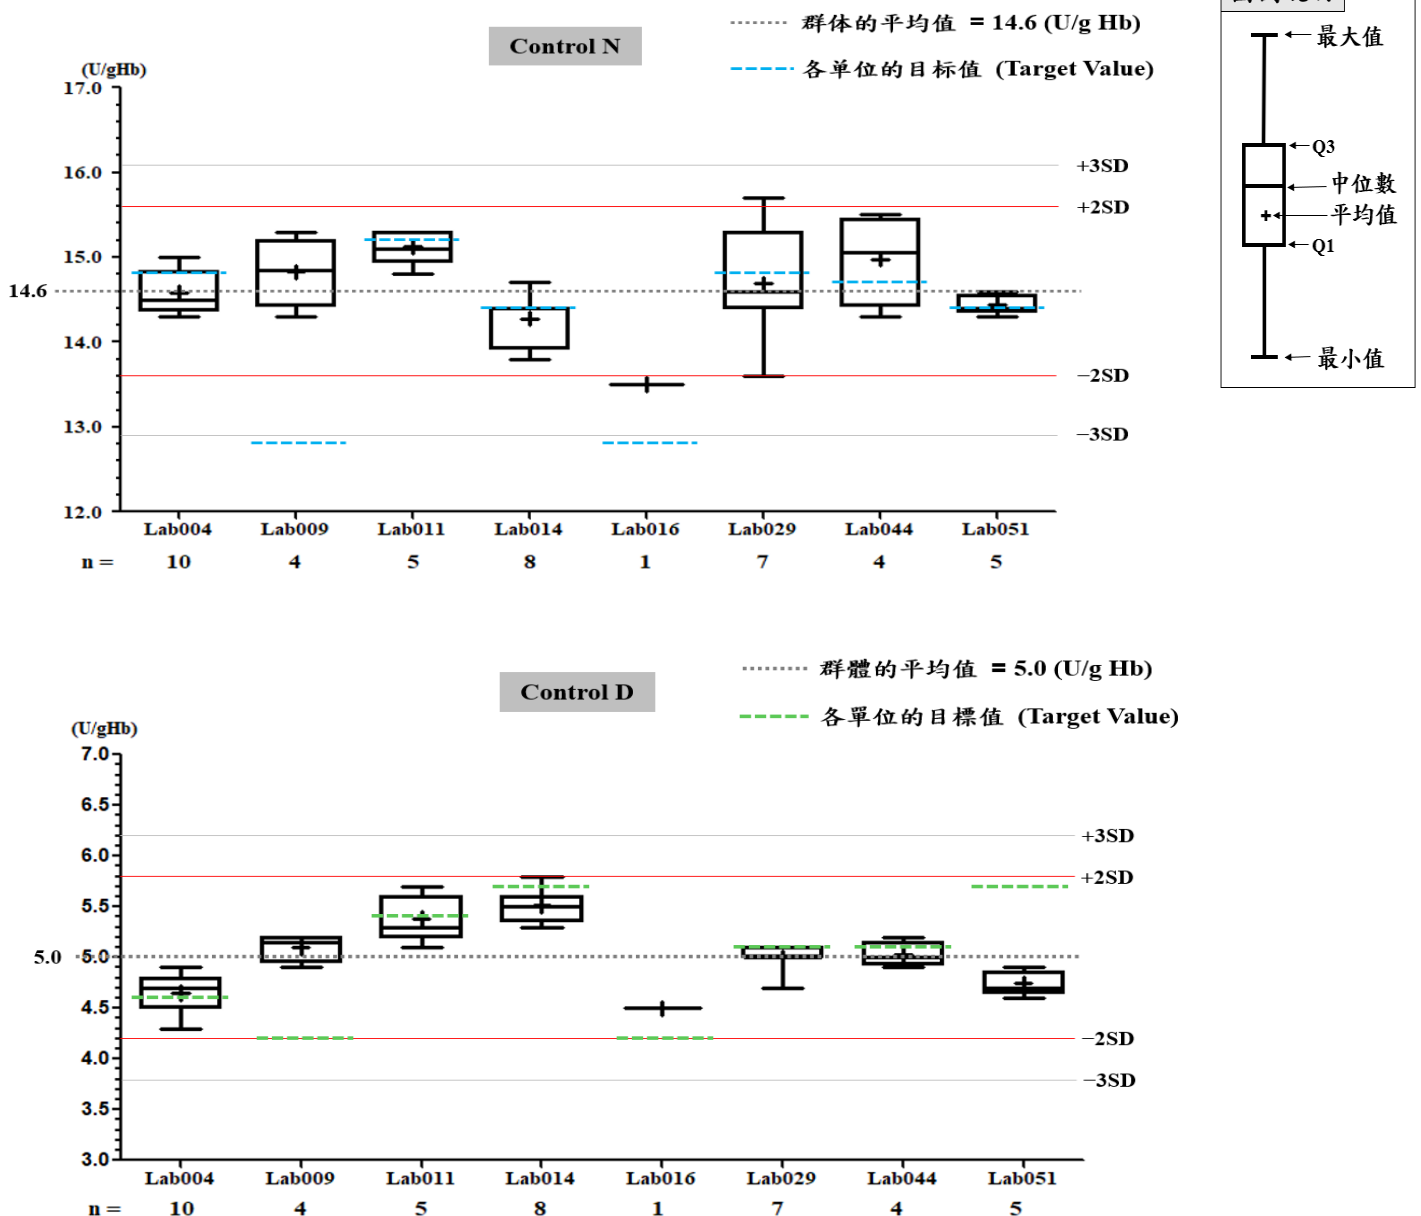 Control N
群体的平均值 = 14.6 (U/g Hb)
各單位的目标值 (Target Value)
(U/gHb)
17.0
16.0
15.0
14.6
14.0
13.0
12.0
+3SD
+2SD
−2SD
−3SD
Lab004 Lab009 Lab011 Lab014 Lab016 Lab029 Lab044 Lab051
n = 10 4 5 8 1 7 4 5
最大值
Q3
中位數
平均值
Q1
最小值
Control D
群體的平均值 = 5.0 (U/g Hb)
各單位的目標值 (Target Value)
(U/gHb)
7.0
6.5
6.0
5.5
5.0 5.0
4.5
4.0
3.5
3.0
+3SD
+2SD
−2SD
−3SD
Lab004 Lab009 Lab011 Lab014 Lab016 Lab029 Lab044 Lab051
n = 10 4 5 8 1 7 4 5